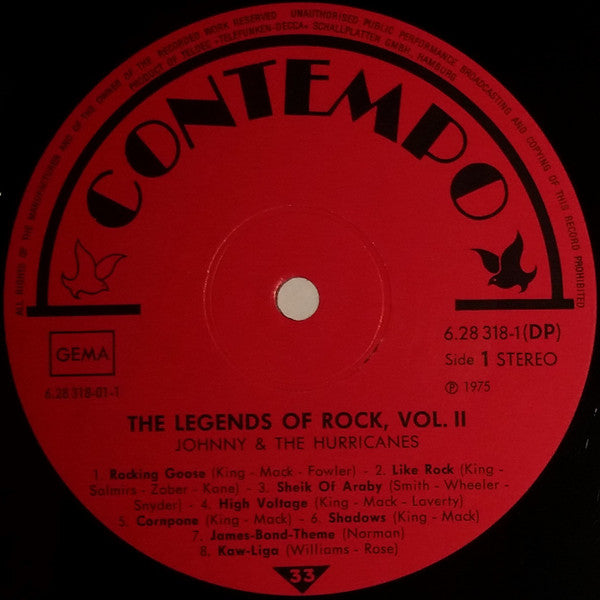 ALL RIGHTS OF THE MANUFACTURER AND OF THE OWNER OF THE RECORDED WORK RESERVED UNAUTHORISED PUBLIC PERFORMANCE BROADCASTING AND COPYING OF THIS RECORD PROHIBITED
PRODUCT OF TELDEC »TELEFUNKEN-DECCA« SCHALLPLATTEN GMBH, HAMBURG
CONTEMPO
GEMA
6.28 318-01-1
6.28 318-1(DP)
Side 1 STEREO
℗ 1975
THE LEGENDS OF ROCK, VOL. II
JOHNNY & THE HURRICANES
1. Rocking Goose (King - Mack - Fowler) - 2. Like Rock (King -
Salmirs - Zober - Kane) - 3. Sheik Of Araby (Smith - Wheeler -
Snyder) - 4. High Voltage (King - Mack - Laverty)
5. Cornpone (King - Mack) - 6. Shadows (King - Mack)
7. James-Bond-Theme (Norman)
8. Kaw-Liga (Williams - Rose)
33